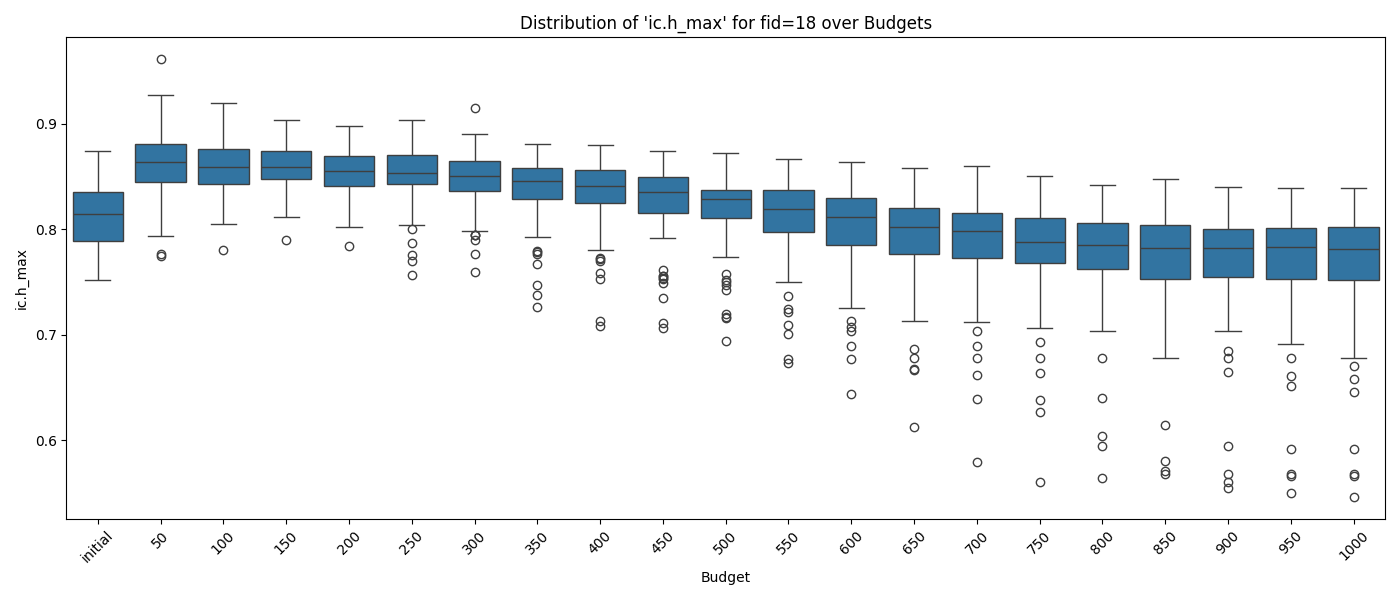 Distribution of 'ic.h_max' for fid=18 over Budgets
ic.h_max
0.9
0.8
0.7
0.6
initial 50 100 150 200 250 300 350 400 450 500 550 600 650 700 750 800 850 900 950 1000
Budget